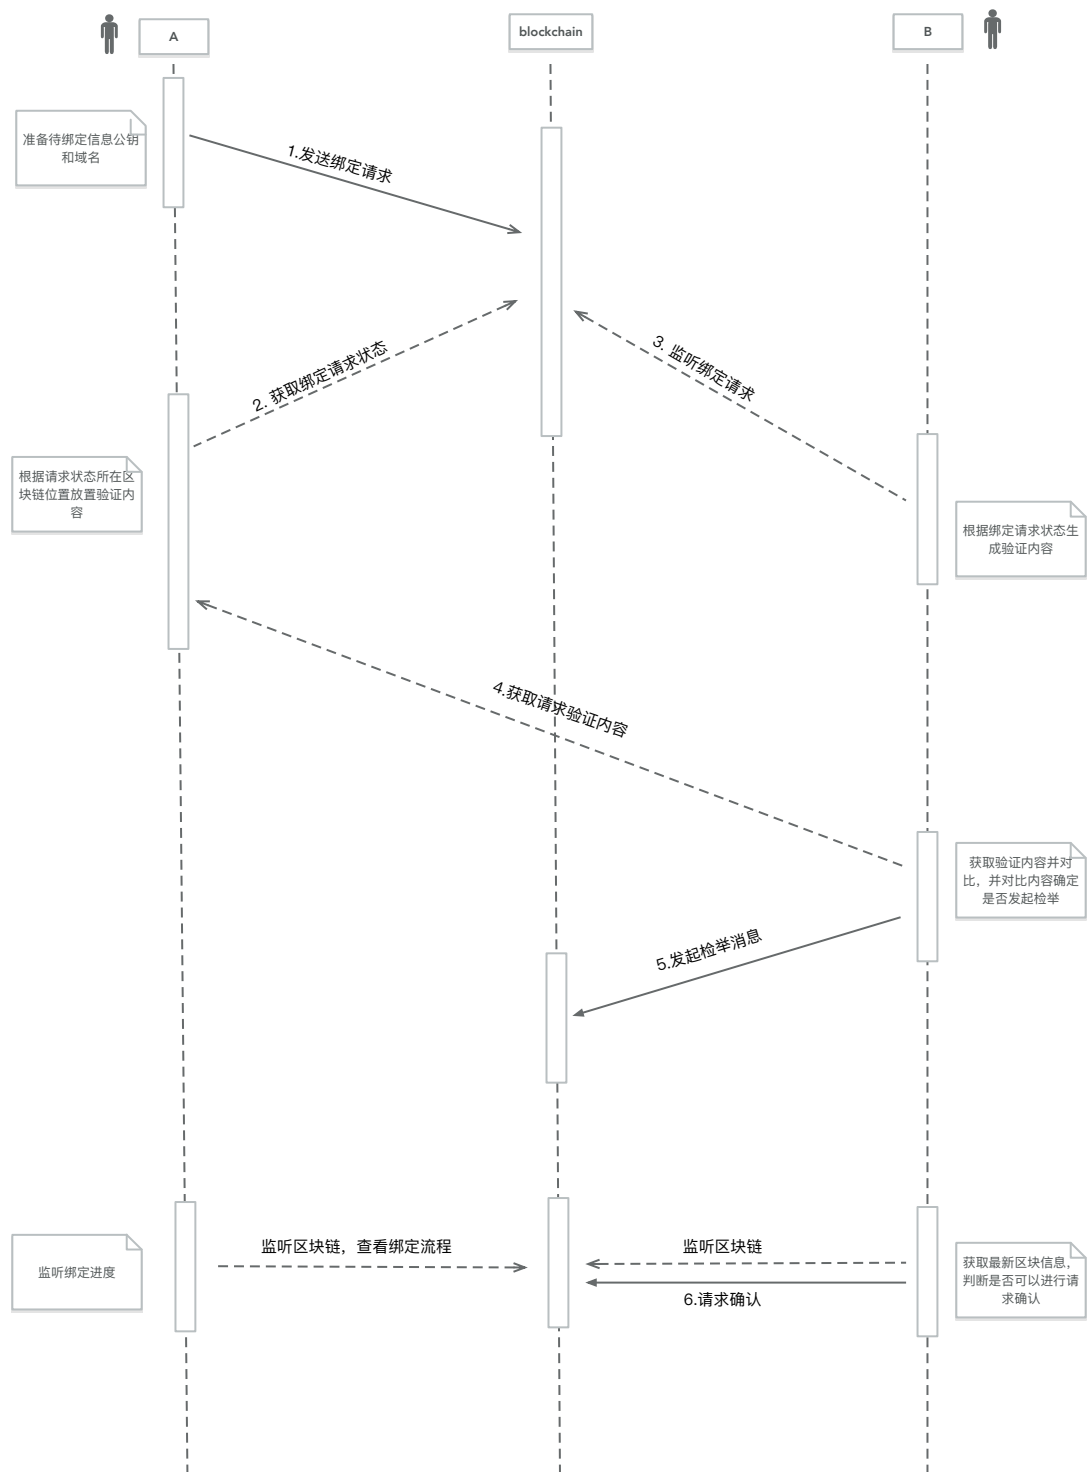 A
blockchain
B
准备待绑定信息公钥
和域名
1.发送绑定请求
2. 获取绑定请求状态
3. 监听绑定请求
根据请求状态所在区
块链位置放置验证内
容
根据绑定请求状态生
成验证内容
4.获取请求验证内容
获取验证内容并对
比，并对比内容确定
是否发起检举
5.发起检举消息
监听绑定进度
监听区块链，查看绑定流程
监听区块链
6.请求确认
获取最新区块信息，
判断是否可以进行请
求确认